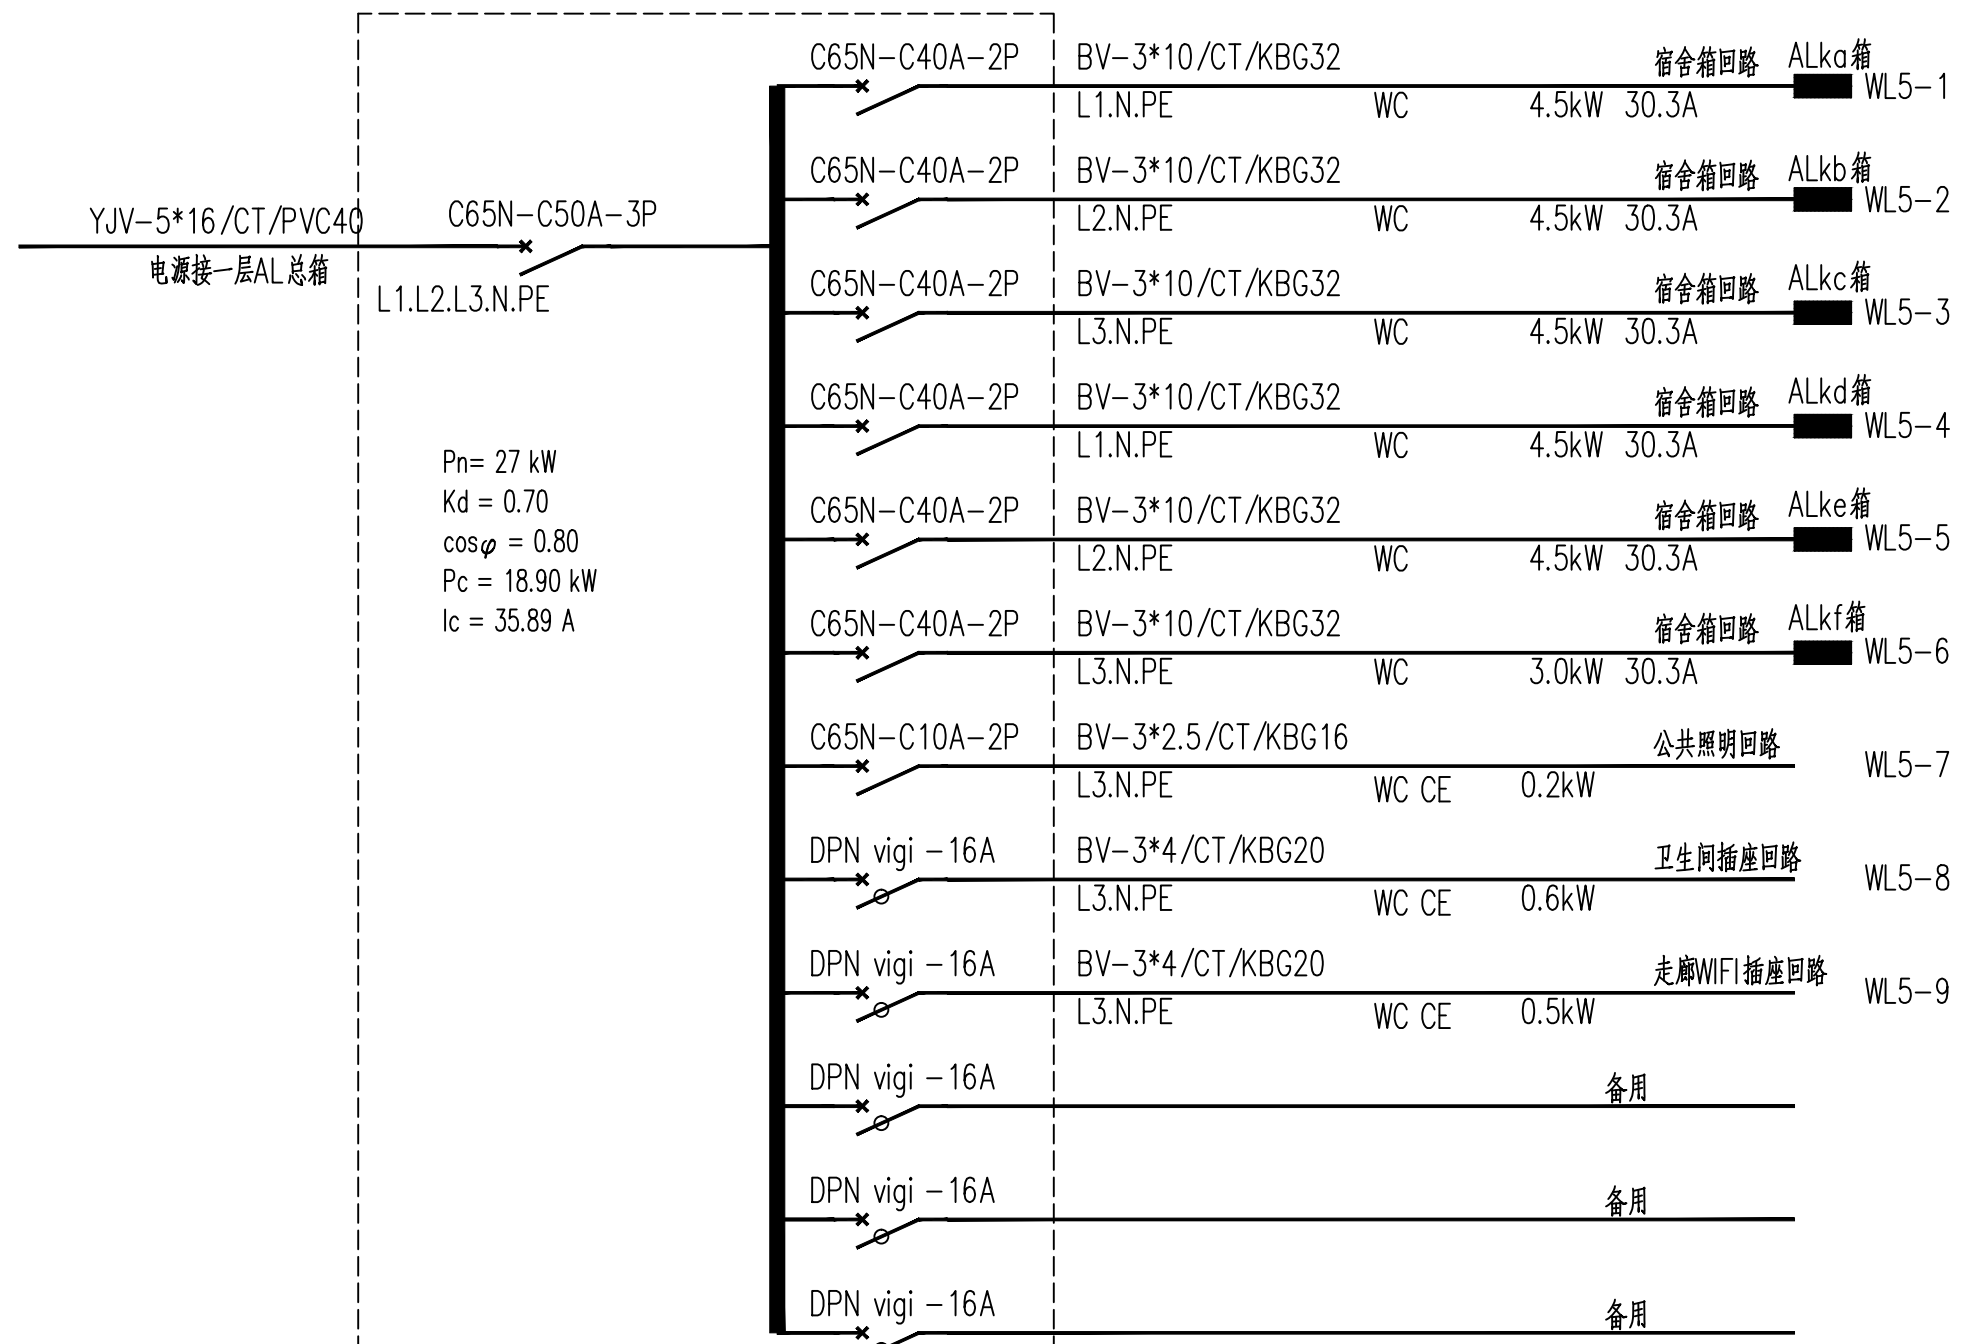 C65N-C40A-2P BV-3*10/CT/KBG32 宿舍箱回路 ALka箱
L1.N.PE WC 4.5kW 30.3A WL5-1
C65N-C40A-2P BV-3*10/CT/KBG32 宿舍箱回路 ALkb箱
L2.N.PE WC 4.5kW 30.3A WL5-2
YJV-5*16/CT/PVC40 C65N-C50A-3P
电源接一层AL总箱
L1.L2.L3.N.PE
C65N-C40A-2P BV-3*10/CT/KBG32 宿舍箱回路 ALkc箱
L3.N.PE WC 4.5kW 30.3A WL5-3
C65N-C40A-2P BV-3*10/CT/KBG32 宿舍箱回路 ALkd箱
L1.N.PE WC 4.5kW 30.3A WL5-4
Pn= 27 kW
Kd = 0.70
cosφ = 0.80
Pc = 18.90 kW
Ic = 35.89 A
C65N-C40A-2P BV-3*10/CT/KBG32 宿舍箱回路 ALke箱
L2.N.PE WC 4.5kW 30.3A WL5-5
C65N-C40A-2P BV-3*10/CT/KBG32 宿舍箱回路 ALkf箱
L3.N.PE WC 3.0kW 30.3A WL5-6
C65N-C10A-2P BV-3*2.5/CT/KBG16 公共照明回路
L3.N.PE WC CE 0.2kW WL5-7
DPN vigi -16A BV-3*4/CT/KBG20 卫生间插座回路
L3.N.PE WC CE 0.6kW WL5-8
DPN vigi -16A BV-3*4/CT/KBG20 走廊WIFI插座回路
L3.N.PE WC CE 0.5kW WL5-9
DPN vigi -16A 备用
DPN vigi -16A 备用
DPN vigi -16A 备用